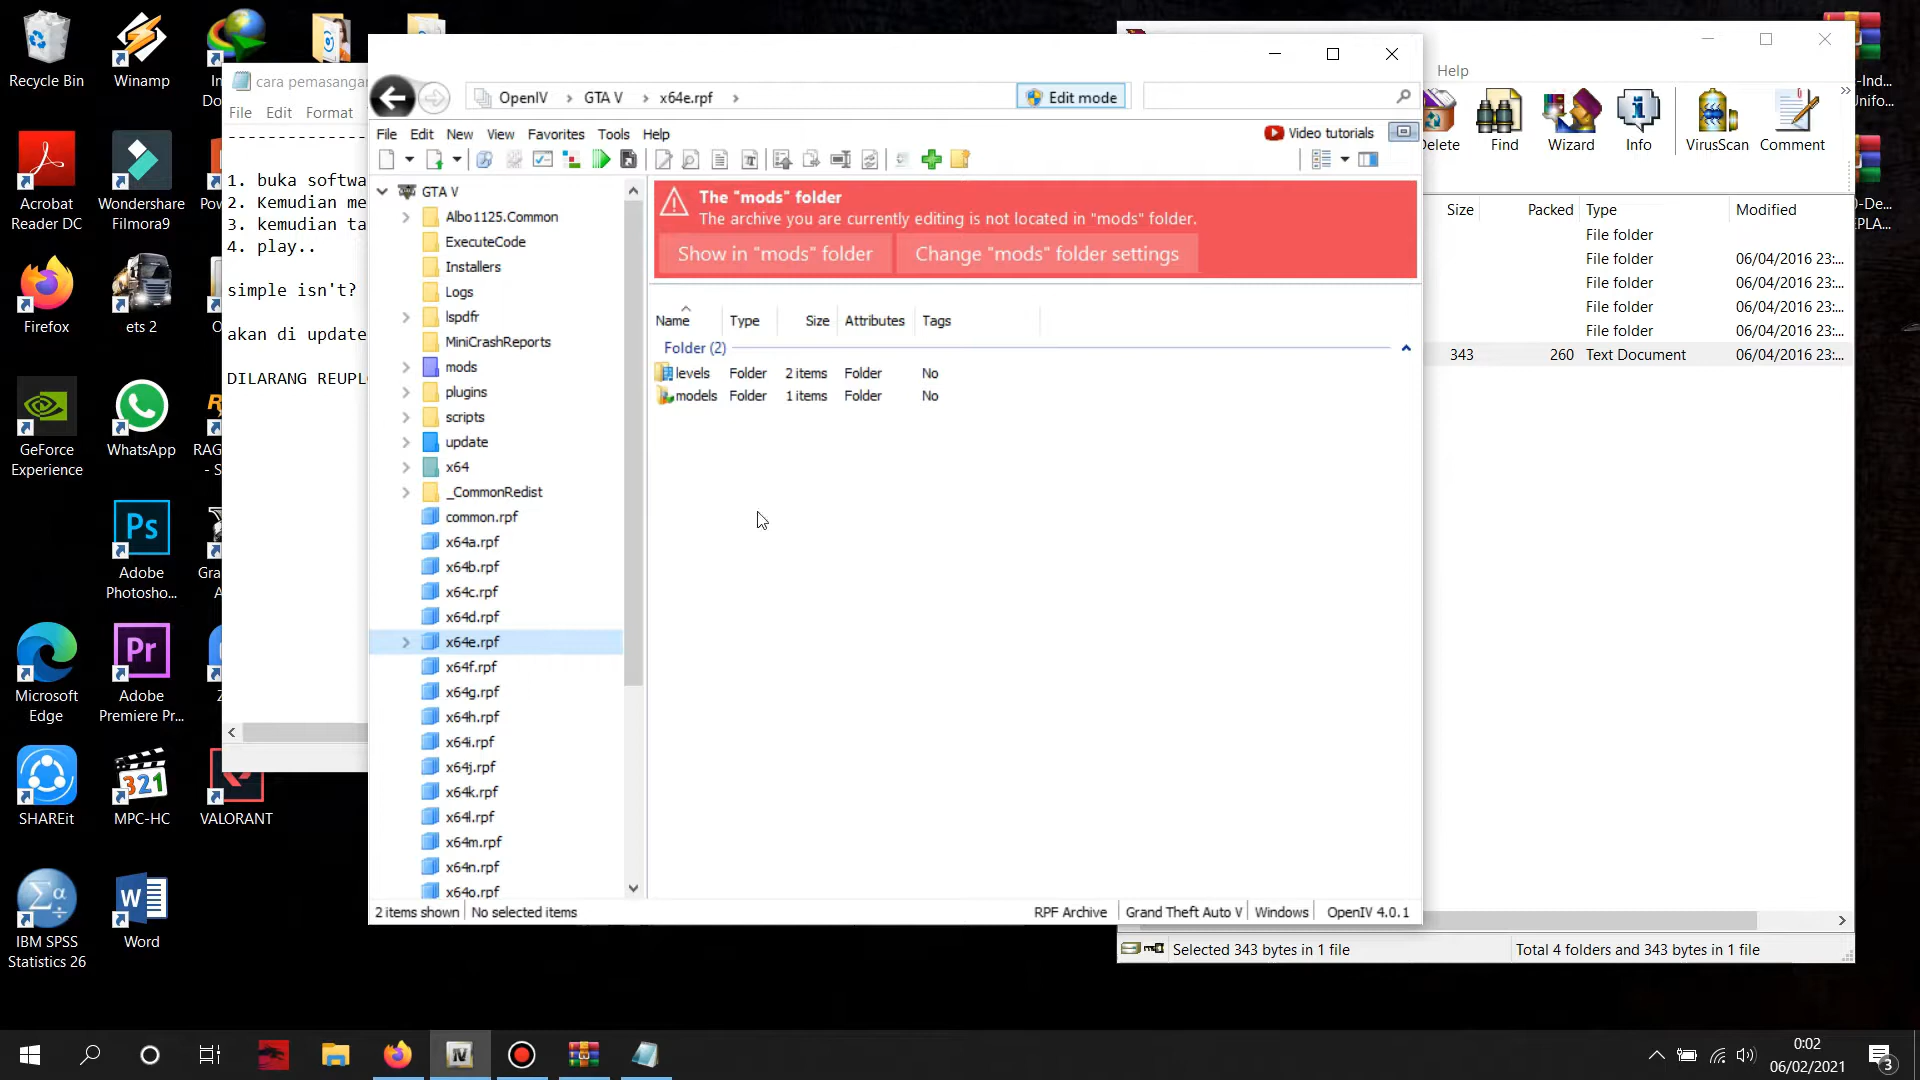 Recycle Bin
Winamp
Acrobat
Reader DC
Wondershare
Filmora9
Firefox
ets 2
GeForce
Experience
WhatsApp
Adobe
Photosho...
Microsoft
Edge
Adobe
Premiere Pr...
SHAREit
MPC-HC
VALORANT
IBM SPSS
Statistics 26
Word
cara pemasangan
File Edit Format
1. buka softwa
2. Kemudian me
3. kemudian ta
4. play..
simple isn't?
akan di update
DILARANG REUPLO
OpenIV > GTA V > x64e.rpf >
Edit mode
File Edit New View Favorites Tools Help
Video tutorials
GTA V
Albo1125.Common
ExecuteCode
Installers
Logs
lspdfr
MiniCrashReports
mods
plugins
scripts
update
x64
_CommonRedist
common.rpf
x64a.rpf
x64b.rpf
x64c.rpf
x64d.rpf
x64e.rpf
x64f.rpf
x64g.rpf
x64h.rpf
x64i.rpf
x64j.rpf
x64k.rpf
x64l.rpf
x64m.rpf
x64n.rpf
x64o.rpf
The "mods" folder
The archive you are currently editing is not located in "mods" folder.
Show in "mods" folder
Change "mods" folder settings
Name Type Size Attributes Tags
Folder (2)
levels Folder 2 items Folder No
models Folder 1 items Folder No
2 items shown No selected items
RPF Archive Grand Theft Auto V Windows OpenIV 4.0.1
Help
Find Wizard Info VirusScan Comment
Size Packed Type Modified
File folder
File folder 06/04/2016 23:...
File folder 06/04/2016 23:...
File folder 06/04/2016 23:...
File folder 06/04/2016 23:...
343 260 Text Document 06/04/2016 23:...
Selected 343 bytes in 1 file
Total 4 folders and 343 bytes in 1 file
0:02
06/02/2021
3